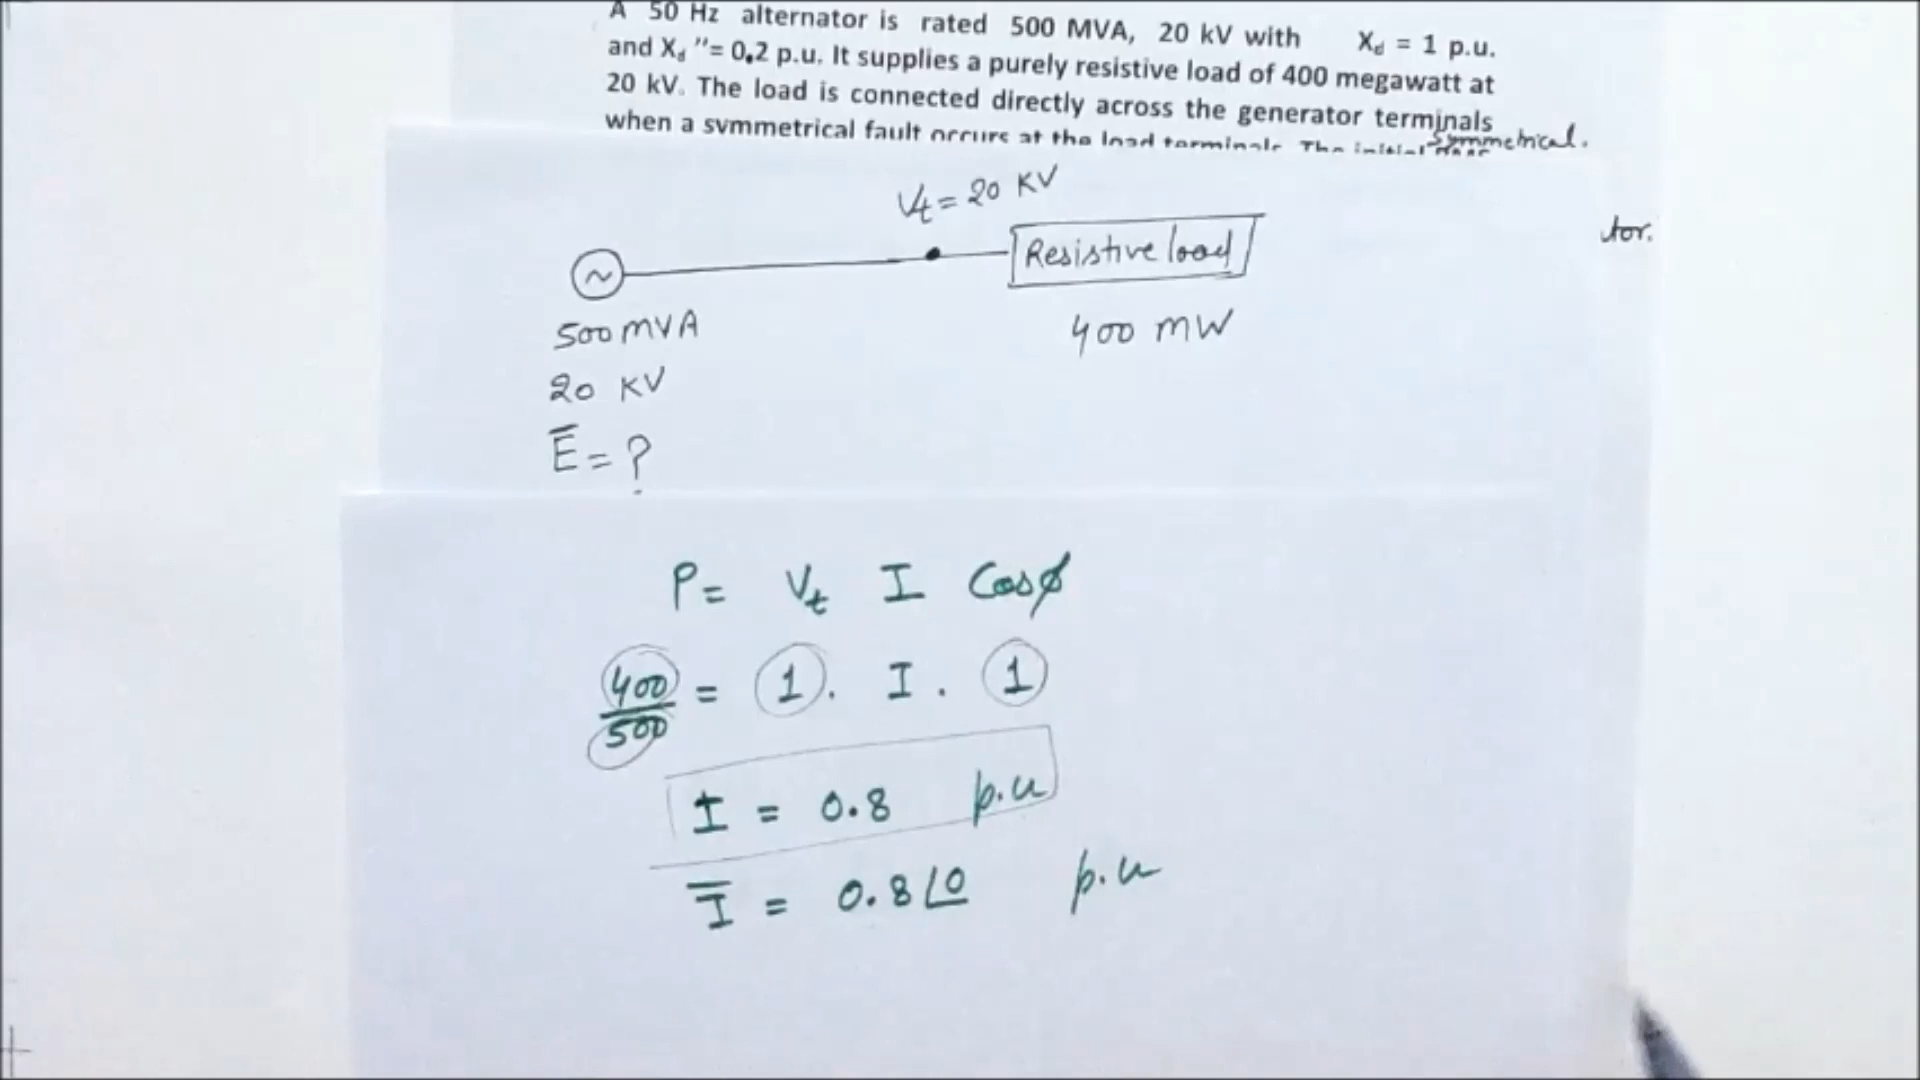 A 50 Hz alternator is rated 500 MVA, 20 kV with Xd = 1 p.u.
and Xd "= 0.2 p.u. It supplies a purely resistive load of 400 megawatt at
20 kV. The load is connected directly across the generator terminals
when a symmetrical fault occurs at the load terminals. The initial
symmetrical.
tor.
Vt = 20 KV
~
Resistive load
500 MVA
400 MW
20 KV
E̅ = ?
P = Vt I Cosϕ
400/500 = 1 . I . 1
I = 0.8 p.u
I̅ = 0.8∠0 p.u